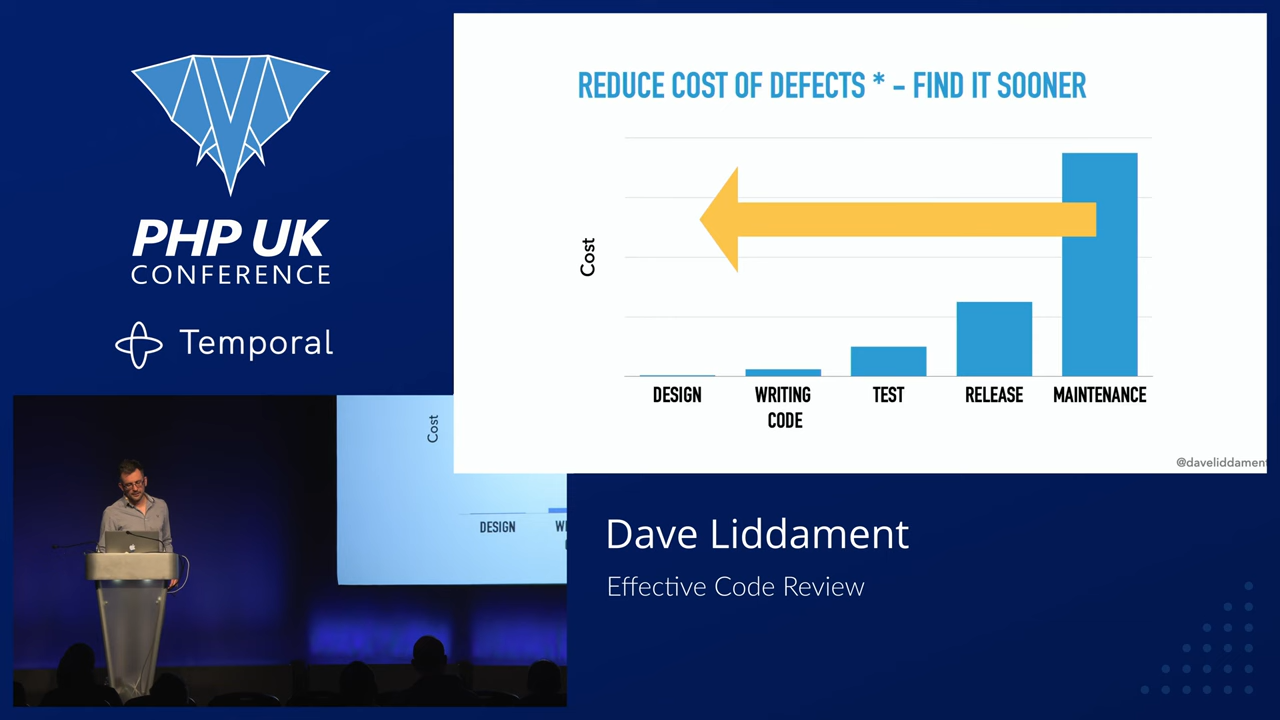 PHP UK
CONFERENCE
Temporal
REDUCE COST OF DEFECTS * - FIND IT SOONER
Cost
DESIGN
WRITING
CODE
TEST
RELEASE
MAINTENANCE
@daveliddament
Cost
DESIGN
WI
Dave Liddament
Effective Code Review